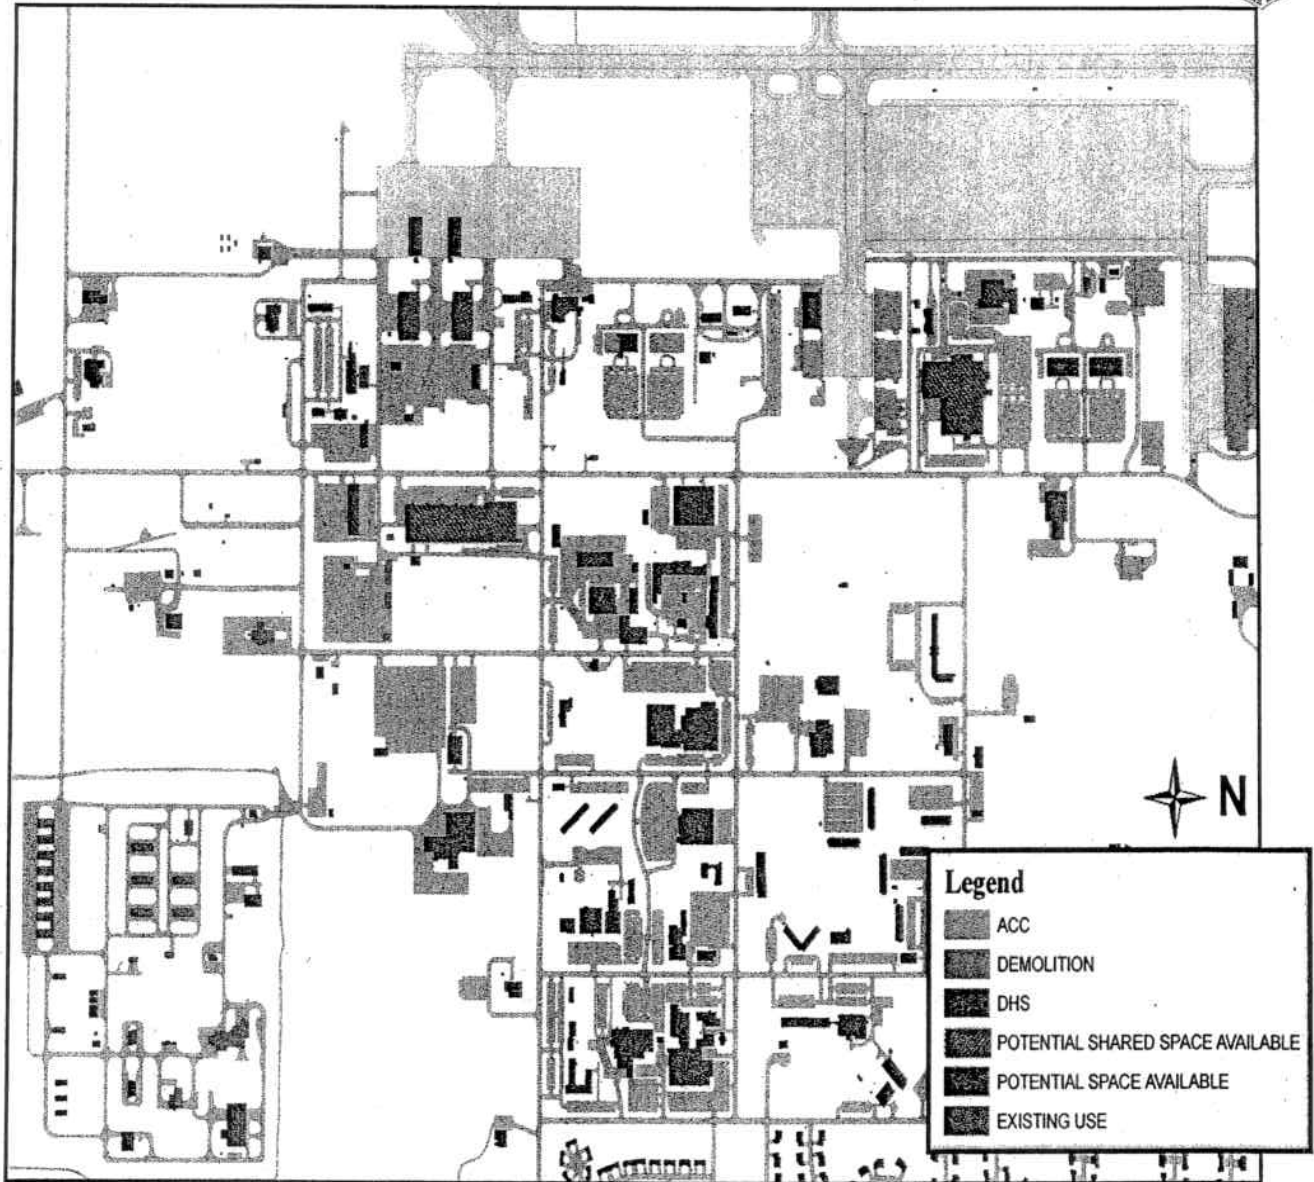 N
Legend
ACC
DEMOLITION
DHS
POTENTIAL SHARED SPACE AVAILABLE
POTENTIAL SPACE AVAILABLE
EXISTING USE